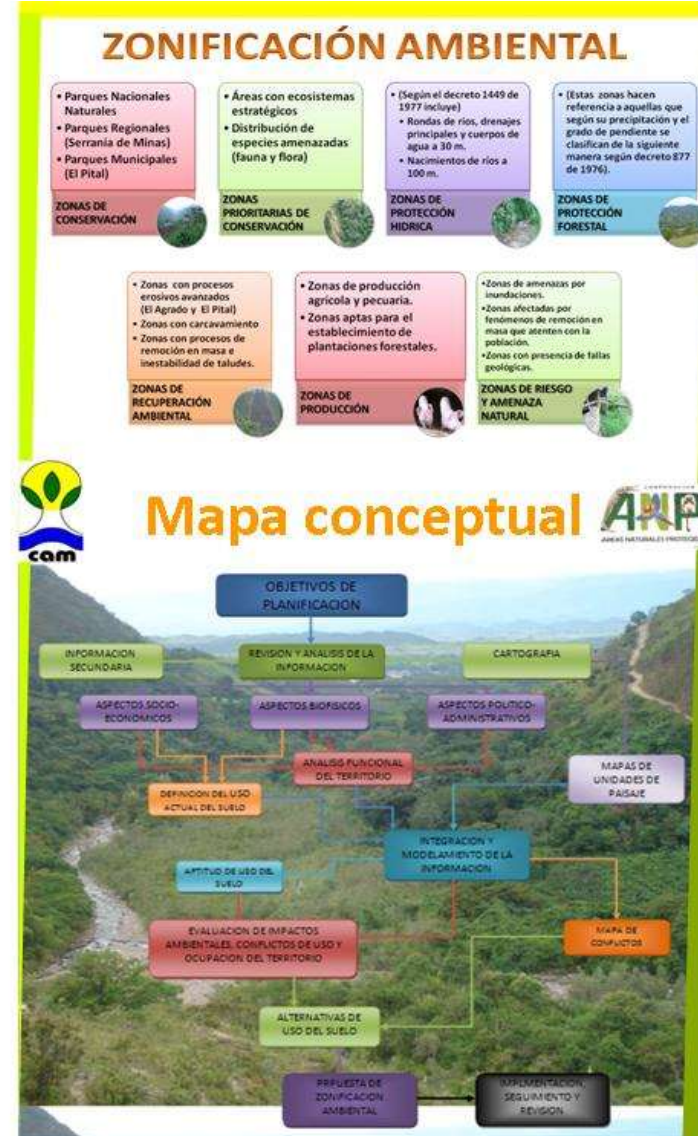 ZONIFICACIÓN AMBIENTAL
• Parques Nacionales
Naturales
• Parques Regionales
(Serranía de Minas)
• Parques Municipales
(El Pital)
ZONAS DE
CONSERVACIÓN
• Áreas con ecosistemas
estratégicos
• Distribución de
especies amenazadas
(fauna y flora)
ZONAS
PRIORITARIAS DE
CONSERVACIÓN
• (Según el decreto 1449 de
1977 incluye)
• Rondas de ríos, drenajes
principales y cuerpos de
agua a 30 m.
• Nacimientos de ríos a
100 m.
ZONAS DE
PROTECCIÓN
HIDRICA
• (Estas zonas hacen
referencia a aquellas que
según su precipitación y el
grado de pendiente se
clasifican de la siguiente
manera según decreto 877
de 1976).
ZONAS DE
PROTECCIÓN
FORESTAL
• Zonas con procesos
erosivos avanzados
(El Agrado y El Pital)
• Zonas con carcavamiento
• Zonas con procesos de
remoción en masa e
inestabilidad de taludes.
ZONAS DE
RECUPERACIÓN
AMBIENTAL
• Zonas de producción
agrícola y pecuaria.
• Zonas aptas para el
establecimiento de
plantaciones forestales.
ZONAS DE
PRODUCCIÓN
•Zonas de amenazas por
inundaciones.
•Zonas afectadas por
fenómenos de remoción en
masa que atenten con la
población.
•Zonas con presencia de fallas
geológicas.
ZONAS DE RIESGO
Y AMENAZA
NATURAL
cam
Mapa conceptual
ANP
AREAS NATURALES PROTEGIDAS
OBJETIVOS DE
PLANIFICACION
INFORMACION
SECUNDARIA
REVISION Y ANALISIS DE LA
INFORMACION
CARTOGRAFIA
ASPECTOS SOCIO-
ECONOMICOS
ASPECTOS BIOFISICOS
ASPECTOS POLITICO-
ADMINISTRATIVOS
ANALISIS FUNCIONAL
DEL TERRITORIO
MAPAS DE
UNIDADES DE
PAISAJE
DEFINICION DEL USO
ACTUAL DEL SUELO
INTEGRACION Y
MODELAMIENTO DE LA
INFORMACION
APTITUD DE USO DEL
SUELO
EVALUACION DE IMPACTOS
AMBIENTALES, CONFLICTOS DE USO Y
OCUPACION DEL TERRITORIO
MAPA DE
CONFLICTOS
ALTERNATIVAS DE
USO DEL SUELO
PRPUESTA DE
ZONIFICACION
AMBIENTAL
IMPLMENTACION,
SEGUIMIENTO Y
REVISION